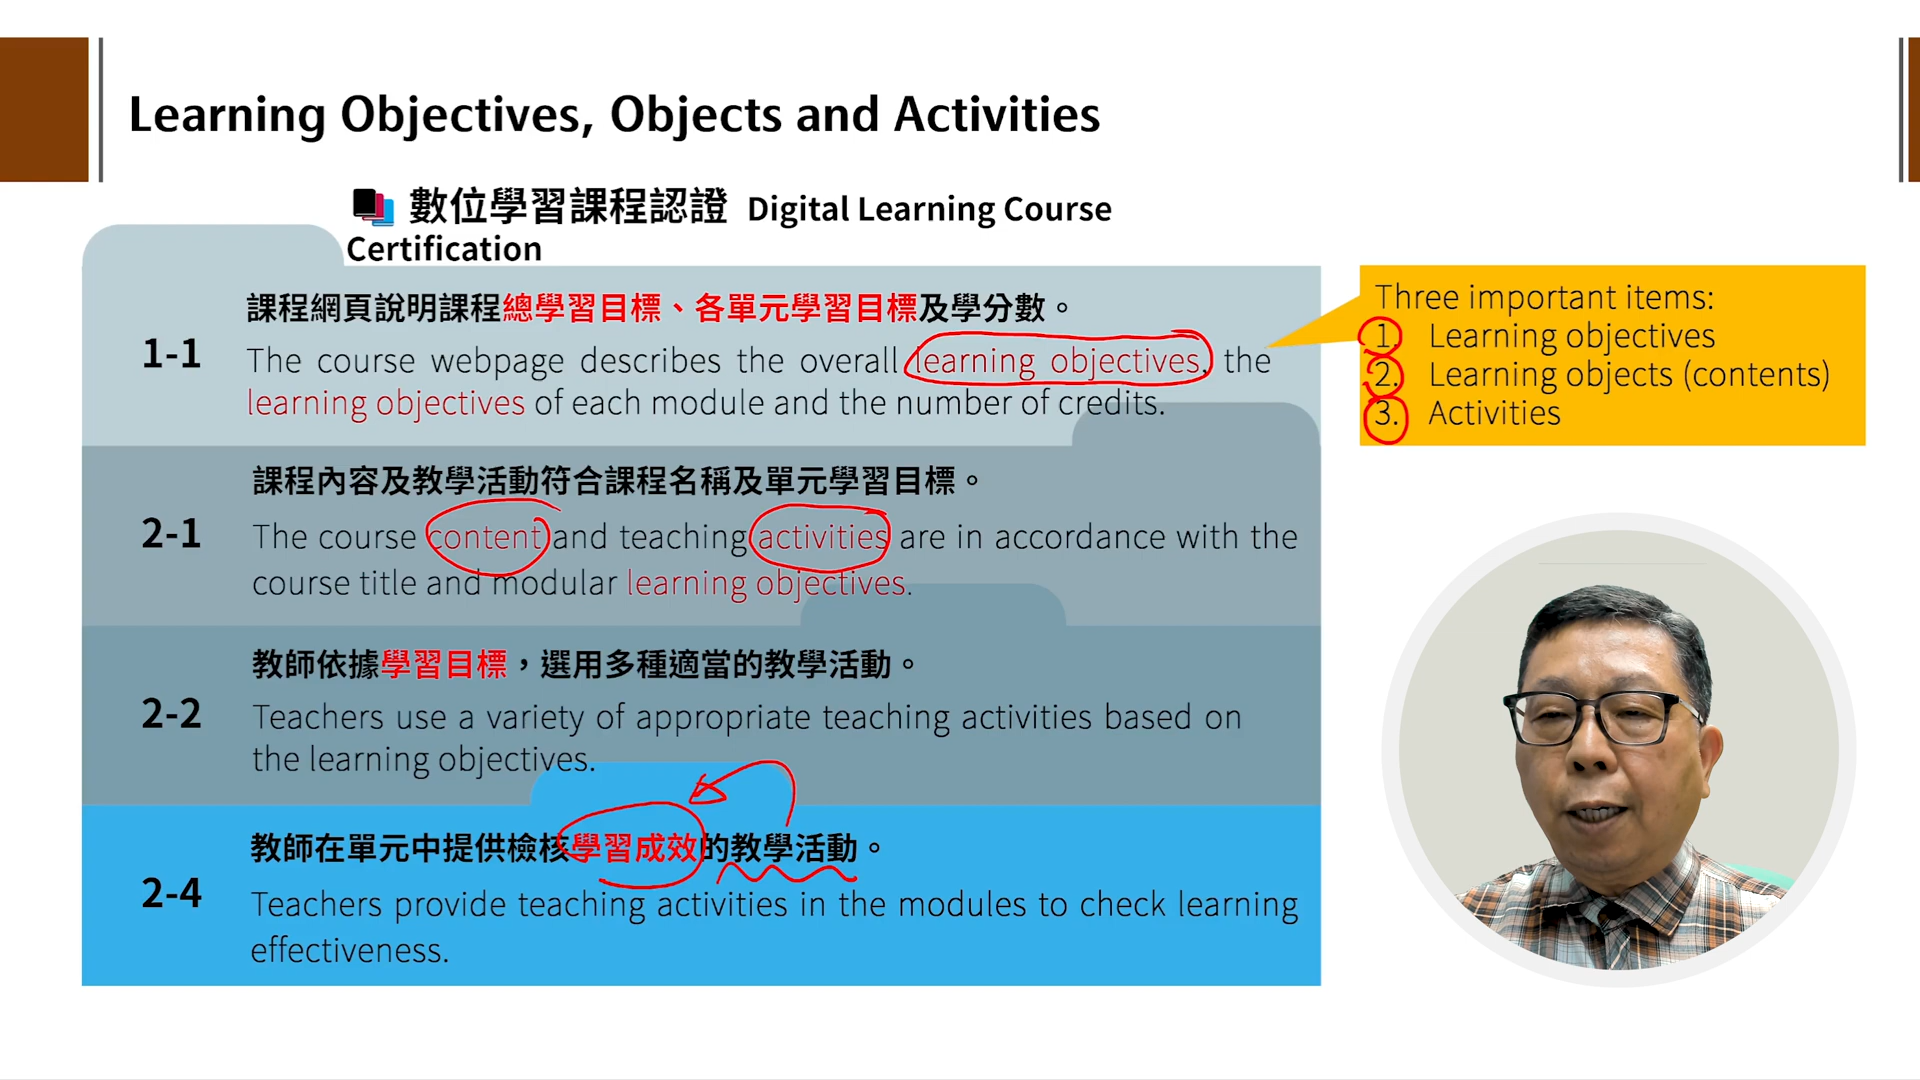 Learning Objectives, Objects and Activities
數位學習課程認證 Digital Learning Course
Certification
1-1
課程網頁說明課程總學習目標、各單元學習目標及學分數。
The course webpage describes the overall learning objectives, the
learning objectives of each module and the number of credits.
2-1
課程內容及教學活動符合課程名稱及單元學習目標。
The course content and teaching activities are in accordance with the
course title and modular learning objectives.
2-2
教師依據學習目標，選用多種適當的教學活動。
Teachers use a variety of appropriate teaching activities based on
the learning objectives.
2-4
教師在單元中提供檢核學習成效的教學活動。
Teachers provide teaching activities in the modules to check learning
effectiveness.
Three important items:
1. Learning objectives
2. Learning objects (contents)
3. Activities